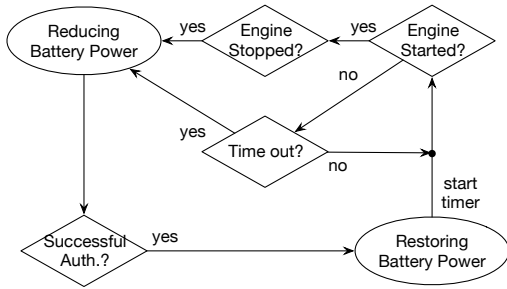 Reducing
Battery Power
yes
Engine
Stopped?
yes
Engine
Started?
no
yes
Time out?
no
start
timer
Successful
Auth.?
yes
Restoring
Battery Power